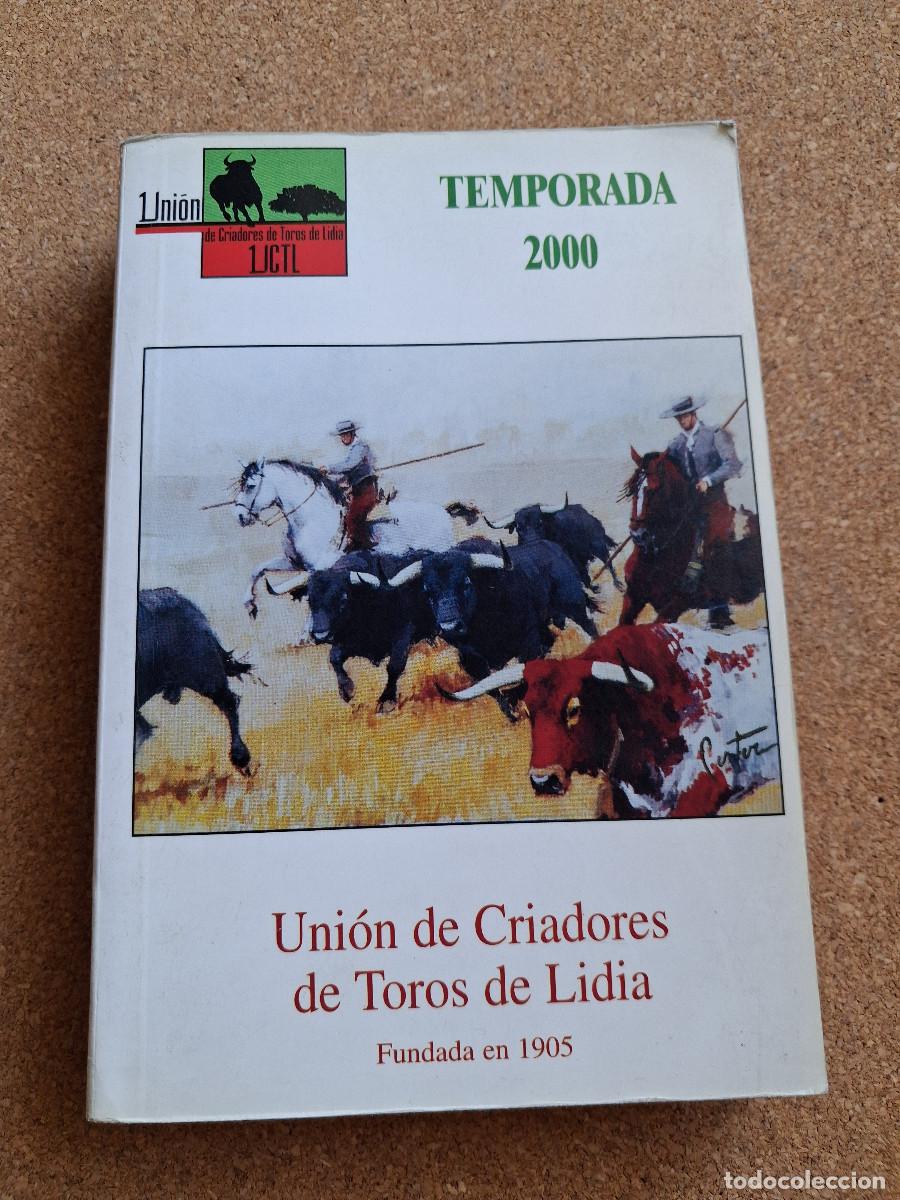 Unión
de Criadores de Toros de Lidia
UCTL
TEMPORADA
2000
Unión de Criadores
de Toros de Lidia
Fundada en 1905
todocoleccion